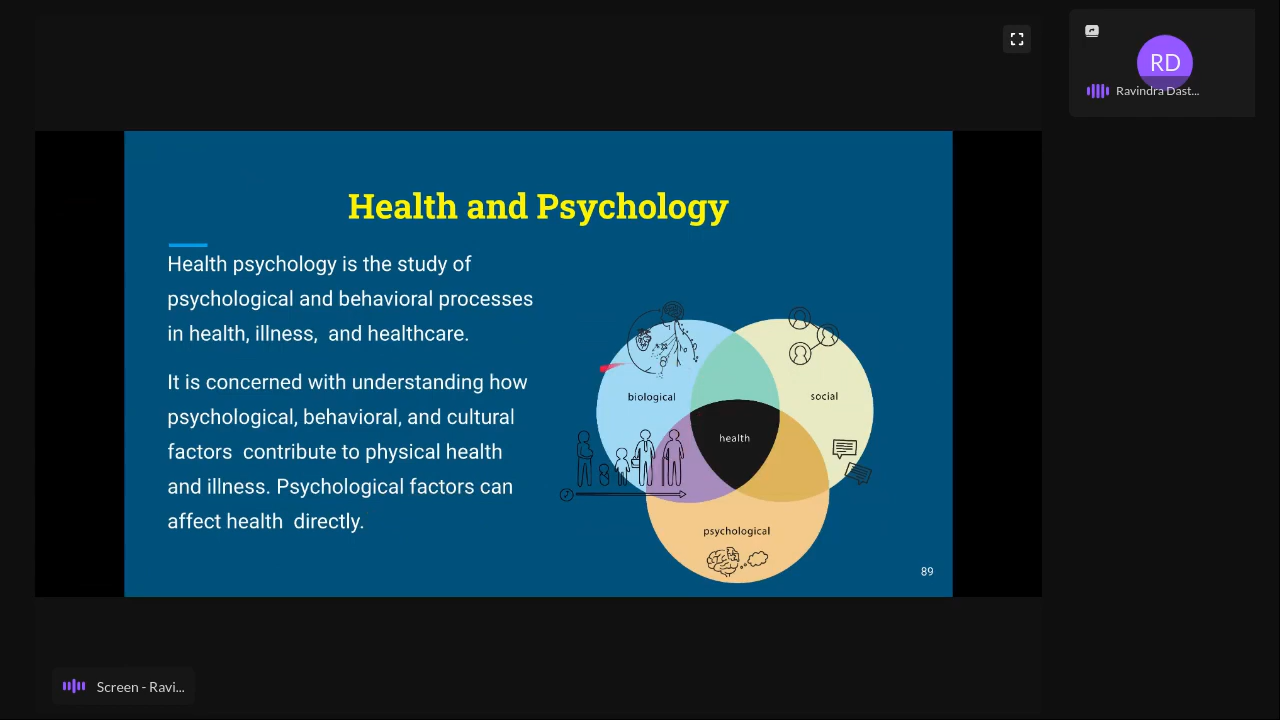 RD
Ravindra Dast...
Health and Psychology
Health psychology is the study of
psychological and behavioral processes
in health, illness, and healthcare.
It is concerned with understanding how
psychological, behavioral, and cultural
factors contribute to physical health
and illness. Psychological factors can
affect health directly.
biological
social
health
psychological
89
Screen - Ravi...